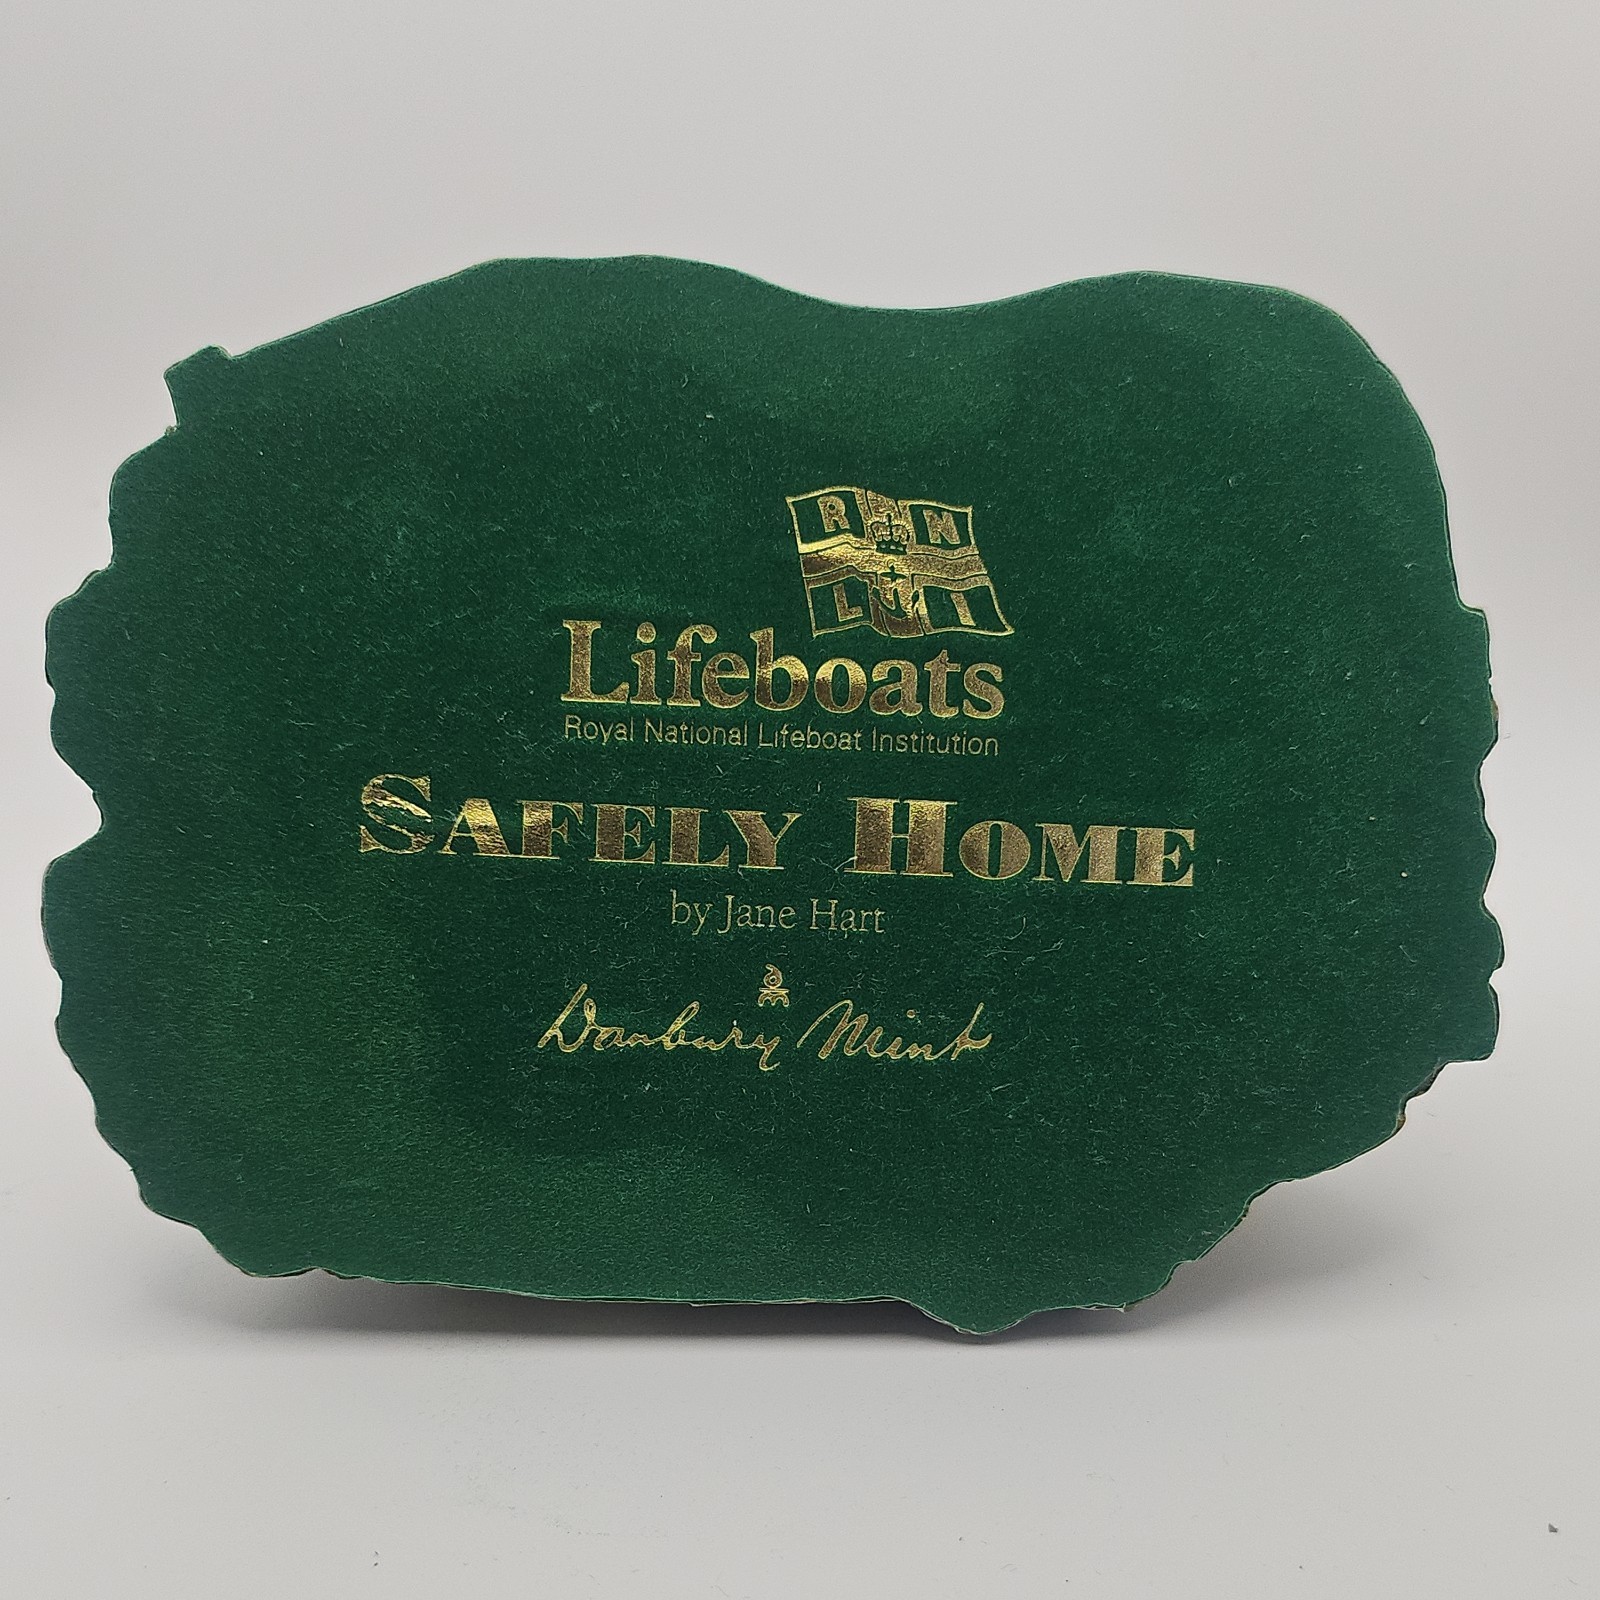 R N
L I
Lifeboats
Royal National Lifeboat Institution
SAFELY HOME
by Jane Hart
Danbury Mint